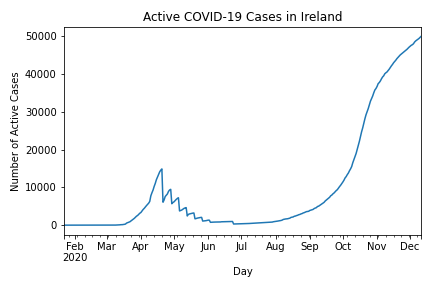 Active COVID-19 Cases in Ireland
Number of Active Cases
50000
40000
30000
20000
10000
0
Feb Mar Apr May Jun Jul Aug Sep Oct Nov Dec
2020
Day